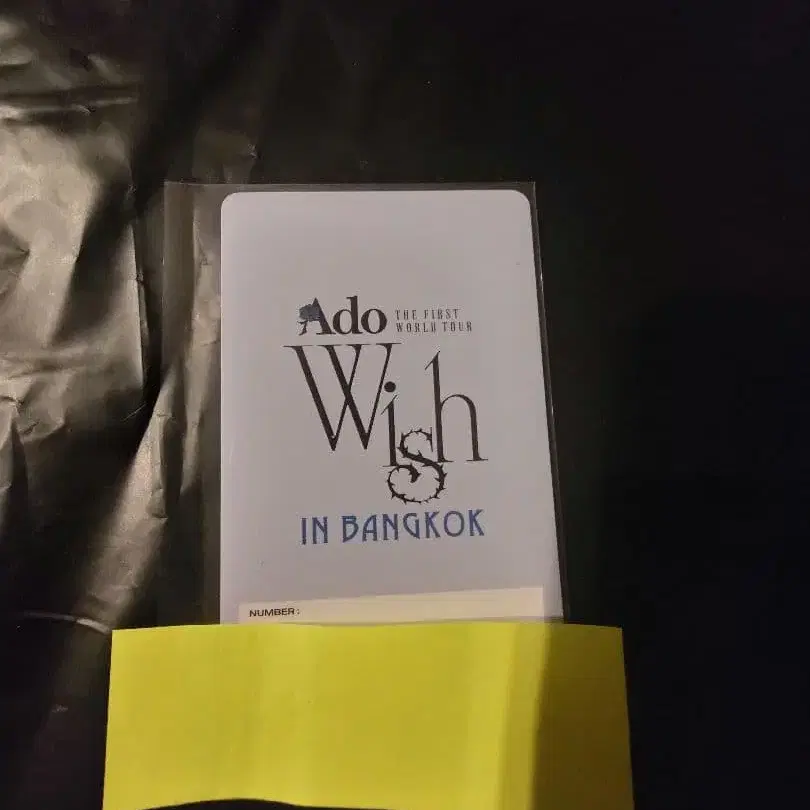 Ado THE FIRST
WORLD TOUR
Wish
IN BANGKOK
NUMBER :